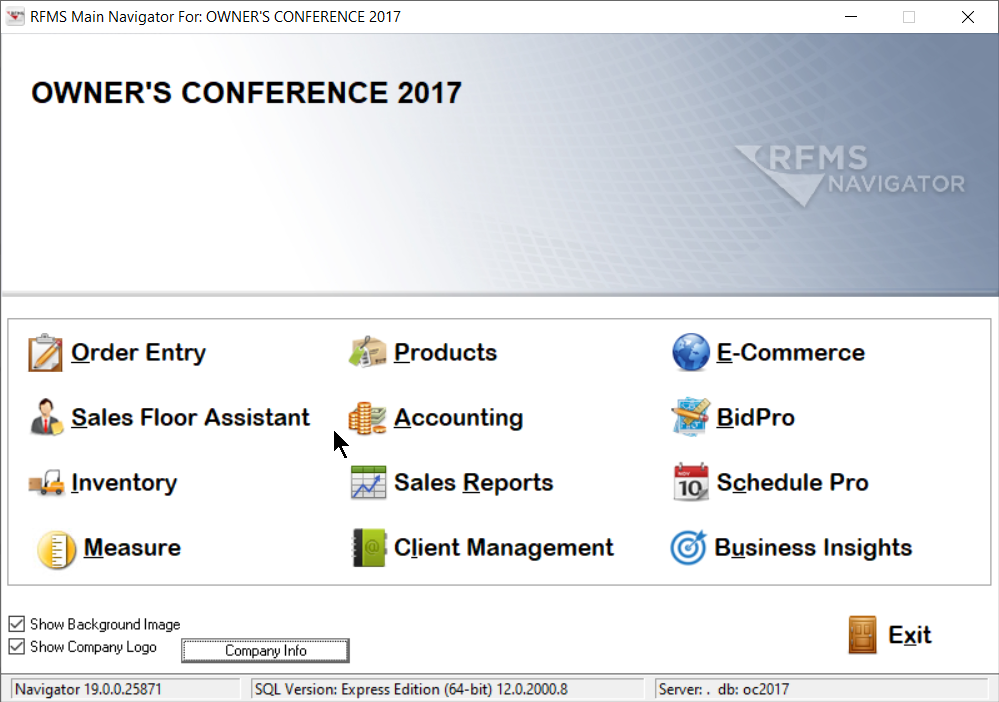 RFMS Main Navigator For: OWNER'S CONFERENCE 2017
OWNER'S CONFERENCE 2017
RFMS
NAVIGATOR
Order Entry
Products
E-Commerce
Sales Floor Assistant
Accounting
BidPro
Inventory
Sales Reports
NOV
10
Schedule Pro
Measure
@
Client Management
Business Insights
Show Background Image
Show Company Logo
Company Info
Exit
Navigator 19.0.0.25871
SQL Version: Express Edition (64-bit) 12.0.2000.8
Server: . db: oc2017